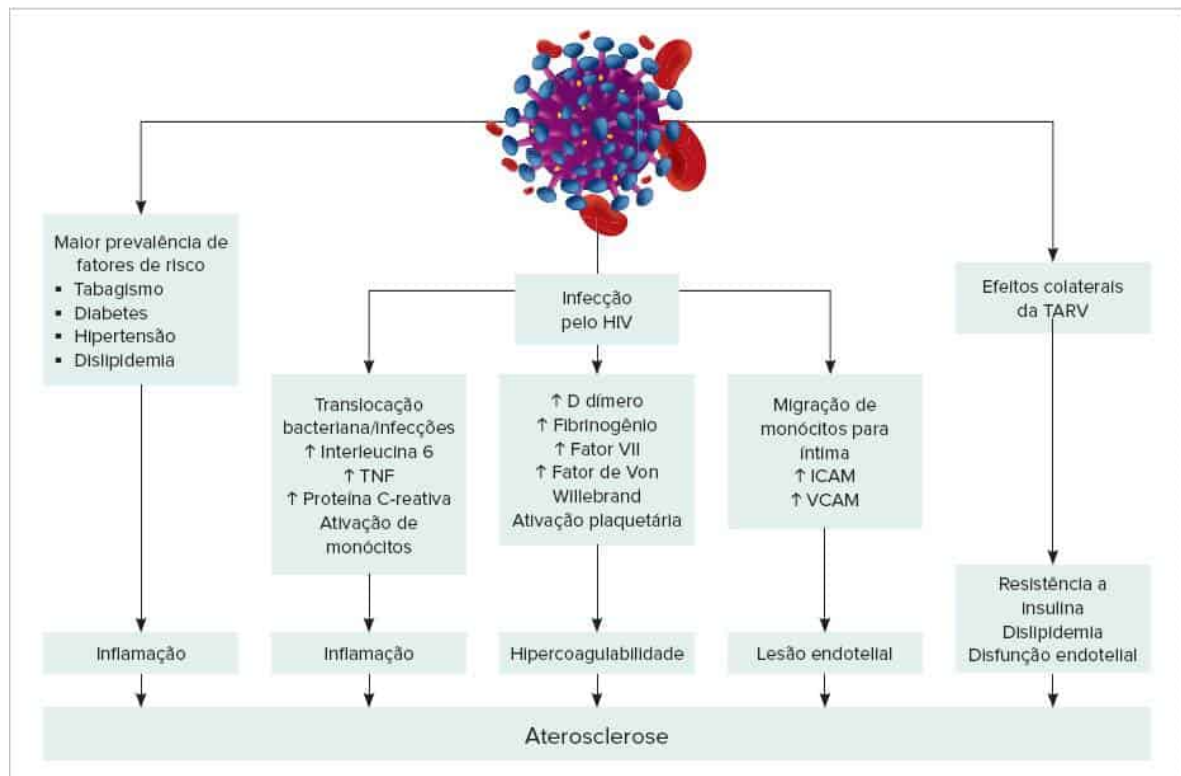 Maior prevalência de
fatores de risco
▪ Tabagismo
▪ Diabetes
▪ Hipertensão
▪ Dislipidemia
Infecção
pelo HIV
Efeitos colaterais
da TARV
Translocação
bacteriana/infecções
↑ Interleucina 6
↑ TNF
↑ Proteína C-reativa
Ativação de
monócitos
↑ D dímero
↑ Fibrinogênio
↑ Fator VII
↑ Fator de Von
Willebrand
Ativação plaquetária
Migração de
monócitos para
íntima
↑ ICAM
↑ VCAM
Resistência a
insulina
Dislipidemia
Disfunção endotelial
Inflamação
Inflamação
Hipercoagulabilidade
Lesão endotelial
Aterosclerose